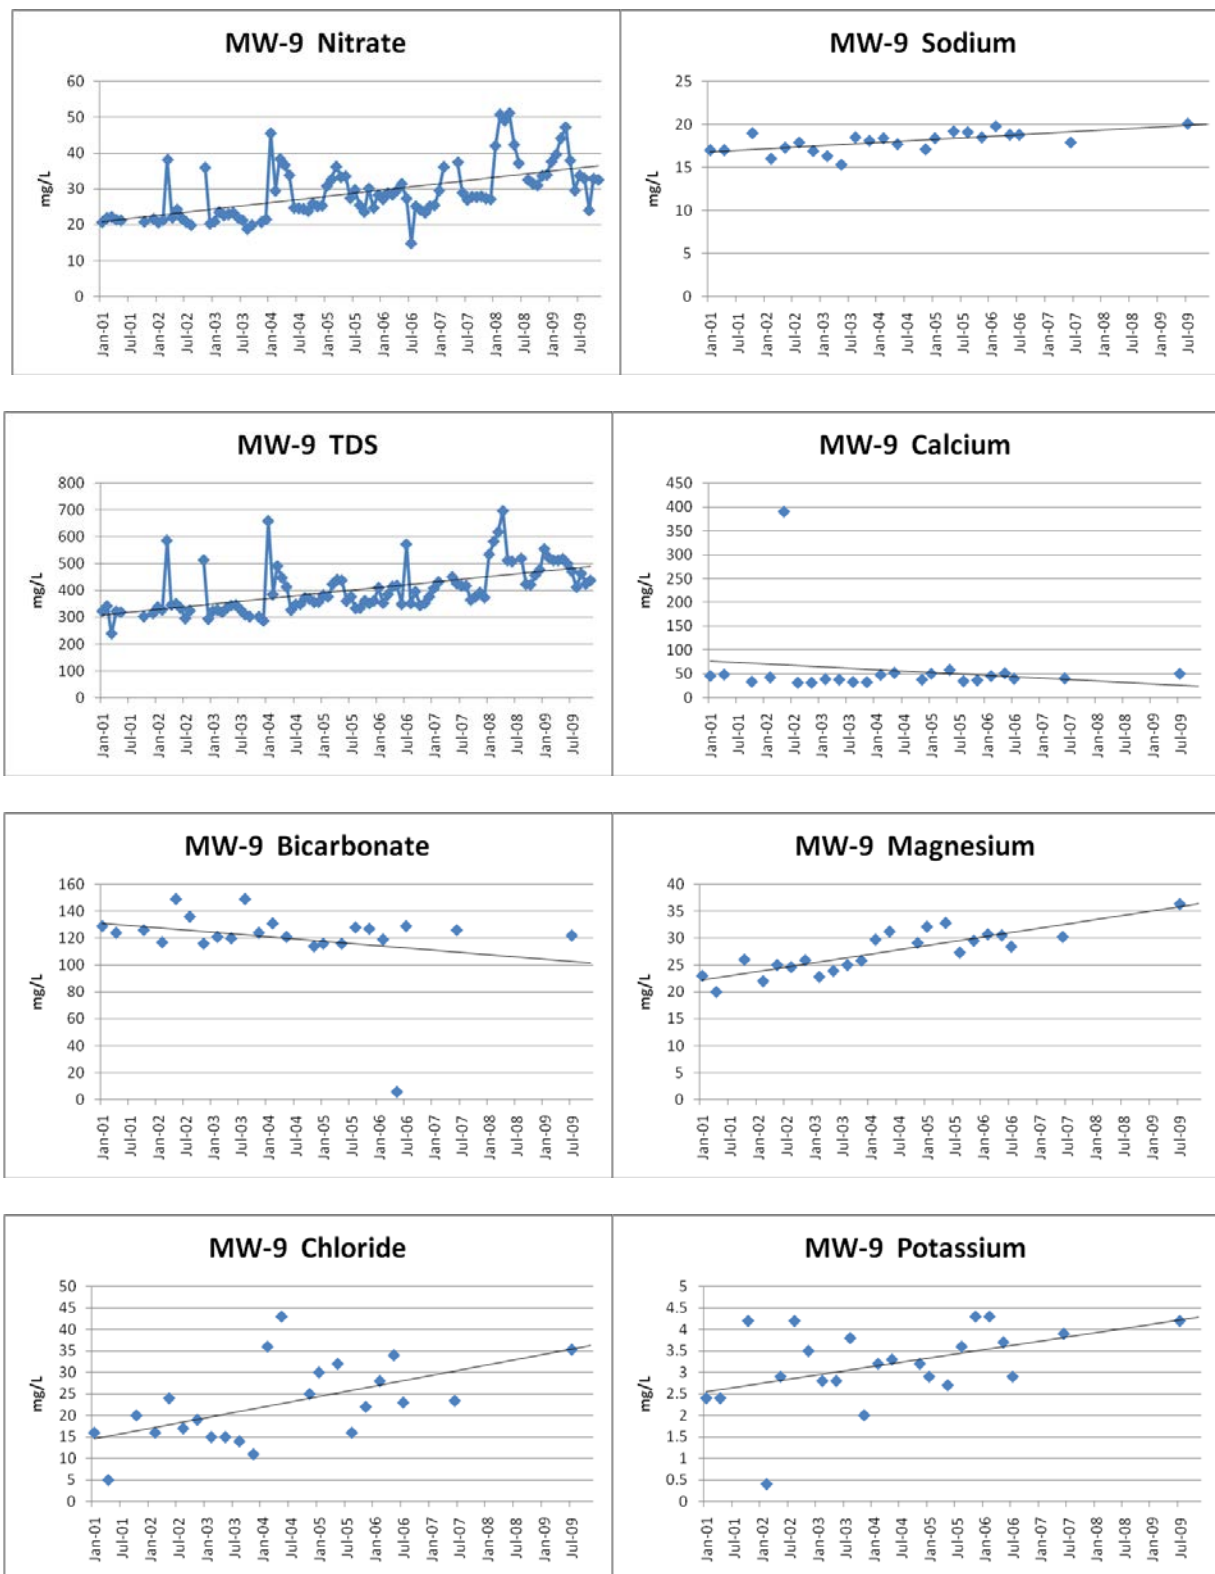 MW-9 Nitrate
60
50
40
30
20
10
0
mg/L
Jan-01
Jul-01
Jan-02
Jul-02
Jan-03
Jul-03
Jan-04
Jul-04
Jan-05
Jul-05
Jan-06
Jul-06
Jan-07
Jul-07
Jan-08
Jul-08
Jan-09
Jul-09
MW-9 Sodium
25
20
15
10
5
0
mg/L
Jan-01
Jul-01
Jan-02
Jul-02
Jan-03
Jul-03
Jan-04
Jul-04
Jan-05
Jul-05
Jan-06
Jul-06
Jan-07
Jul-07
Jan-08
Jul-08
Jan-09
Jul-09
MW-9 TDS
800
700
600
500
400
300
200
100
0
mg/L
Jan-01
Jul-01
Jan-02
Jul-02
Jan-03
Jul-03
Jan-04
Jul-04
Jan-05
Jul-05
Jan-06
Jul-06
Jan-07
Jul-07
Jan-08
Jul-08
Jan-09
Jul-09
MW-9 Calcium
450
400
350
300
250
200
150
100
50
0
mg/L
Jan-01
Jul-01
Jan-02
Jul-02
Jan-03
Jul-03
Jan-04
Jul-04
Jan-05
Jul-05
Jan-06
Jul-06
Jan-07
Jul-07
Jan-08
Jul-08
Jan-09
Jul-09
MW-9 Bicarbonate
160
140
120
100
80
60
40
20
0
mg/L
Jan-01
Jul-01
Jan-02
Jul-02
Jan-03
Jul-03
Jan-04
Jul-04
Jan-05
Jul-05
Jan-06
Jul-06
Jan-07
Jul-07
Jan-08
Jul-08
Jan-09
Jul-09
MW-9 Magnesium
40
35
30
25
20
15
10
5
0
mg/L
Jan-01
Jul-01
Jan-02
Jul-02
Jan-03
Jul-03
Jan-04
Jul-04
Jan-05
Jul-05
Jan-06
Jul-06
Jan-07
Jul-07
Jan-08
Jul-08
Jan-09
Jul-09
MW-9 Chloride
50
45
40
35
30
25
20
15
10
5
0
mg/L
Jan-01
Jul-01
Jan-02
Jul-02
Jan-03
Jul-03
Jan-04
Jul-04
Jan-05
Jul-05
Jan-06
Jul-06
Jan-07
Jul-07
Jan-08
Jul-08
Jan-09
Jul-09
MW-9 Potassium
5
4.5
4
3.5
3
2.5
2
1.5
1
0.5
0
mg/L
Jan-01
Jul-01
Jan-02
Jul-02
Jan-03
Jul-03
Jan-04
Jul-04
Jan-05
Jul-05
Jan-06
Jul-06
Jan-07
Jul-07
Jan-08
Jul-08
Jan-09
Jul-09